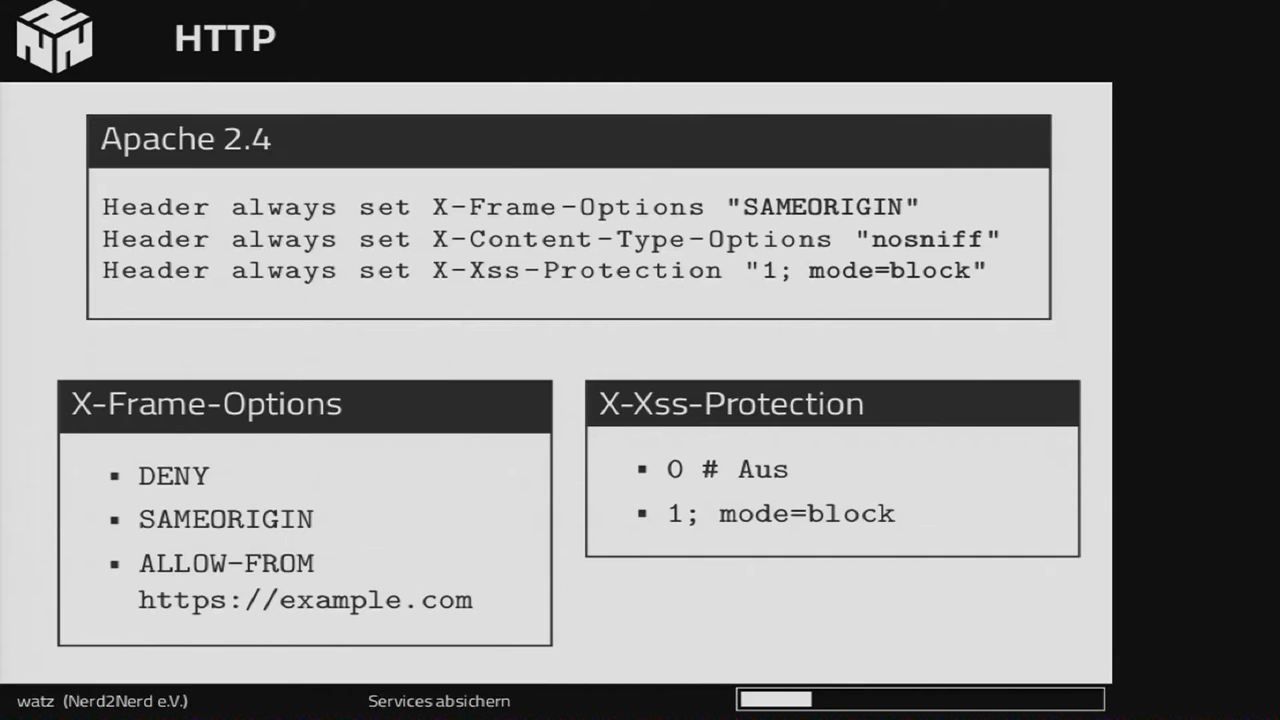 HTTP
Apache 2.4
Header always set X-Frame-Options "SAMEORIGIN"
Header always set X-Content-Type-Options "nosniff"
Header always set X-Xss-Protection "1; mode=block"
X-Frame-Options
▪ DENY
▪ SAMEORIGIN
▪ ALLOW-FROM
https://example.com
X-Xss-Protection
▪ 0 # Aus
▪ 1; mode=block
watz (Nerd2Nerd e.V.) Services absichern